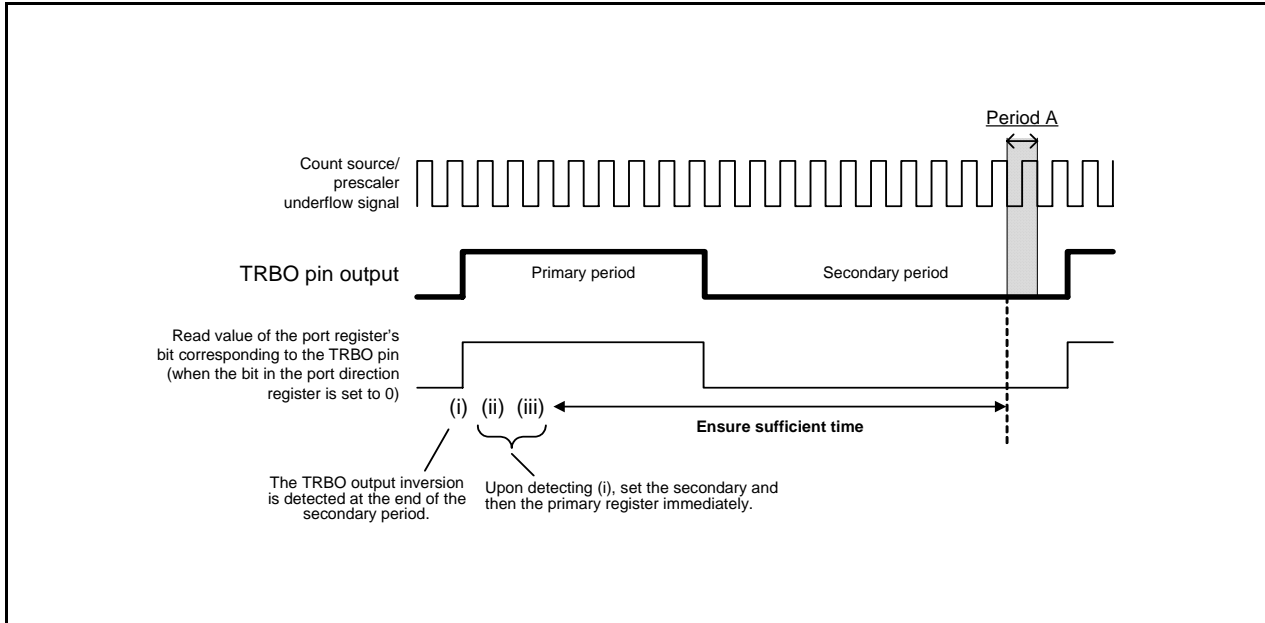 Period A
Count source/
prescaler
underflow signal
TRBO pin output
Primary period
Secondary period
Read value of the port register's
bit corresponding to the TRBO pin
(when the bit in the port direction
register is set to 0)
(i) (ii) (iii)
Ensure sufficient time
The TRBO output inversion
is detected at the end of the
secondary period.
Upon detecting (i), set the secondary and
then the primary register immediately.